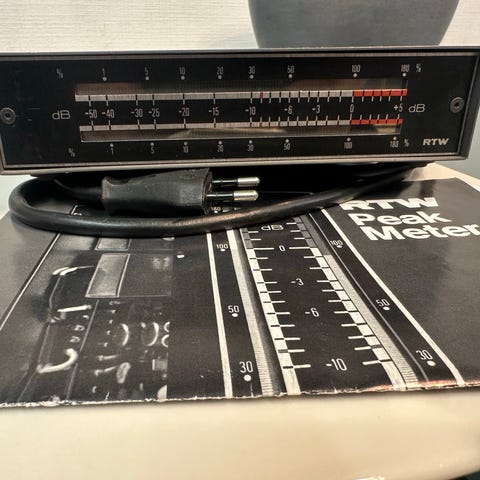 % 1 5 10 20 30 50 100 180 %
dB -50 -40 -30 -25 -20 -15 -10 -6 -3 0 +5 dB
% 1 5 10 20 30 50 100 180 %
RTW
RTW
Peak
Meter
dB
100 0 100
-3
50 -6 50
30 -10 30